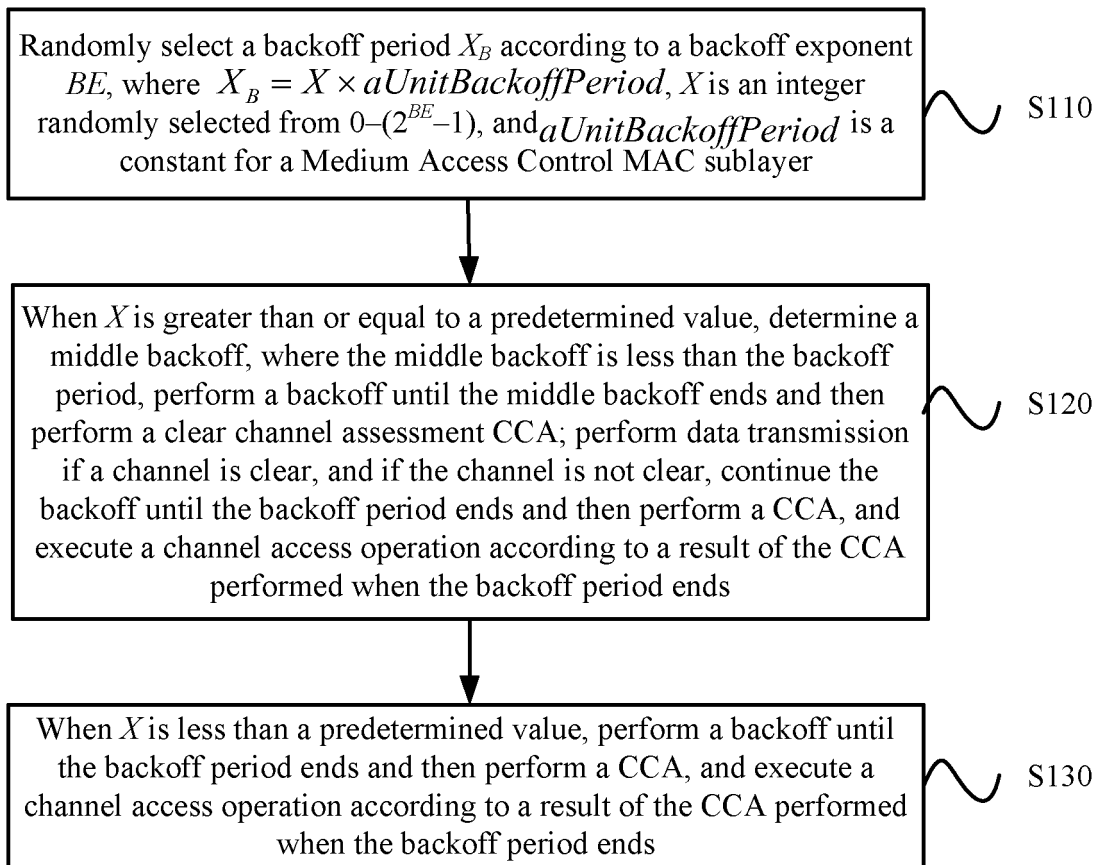 Randomly select a backoff period X_B according to a backoff exponent
BE, where X_B = X × aUnitBackoffPeriod, X is an integer
randomly selected from 0–(2^BE–1), and aUnitBackoffPeriod is a
constant for a Medium Access Control MAC sublayer
S110
When X is greater than or equal to a predetermined value, determine a
middle backoff, where the middle backoff is less than the backoff
period, perform a backoff until the middle backoff ends and then
perform a clear channel assessment CCA; perform data transmission
if a channel is clear, and if the channel is not clear, continue the
backoff until the backoff period ends and then perform a CCA, and
execute a channel access operation according to a result of the CCA
performed when the backoff period ends
S120
When X is less than a predetermined value, perform a backoff until
the backoff period ends and then perform a CCA, and execute a
channel access operation according to a result of the CCA performed
when the backoff period ends
S130